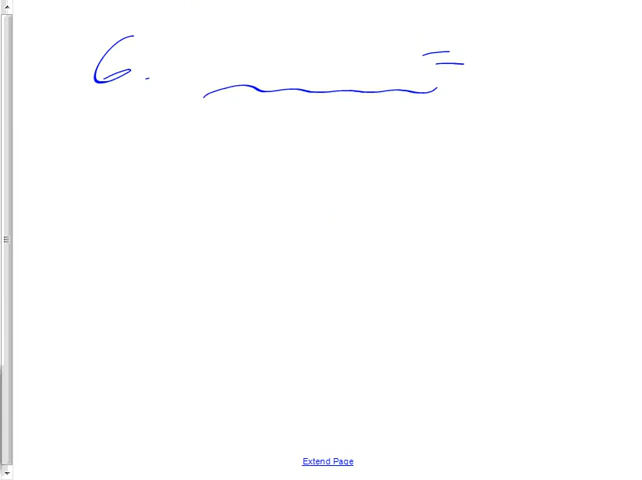 6. =
Extend Page